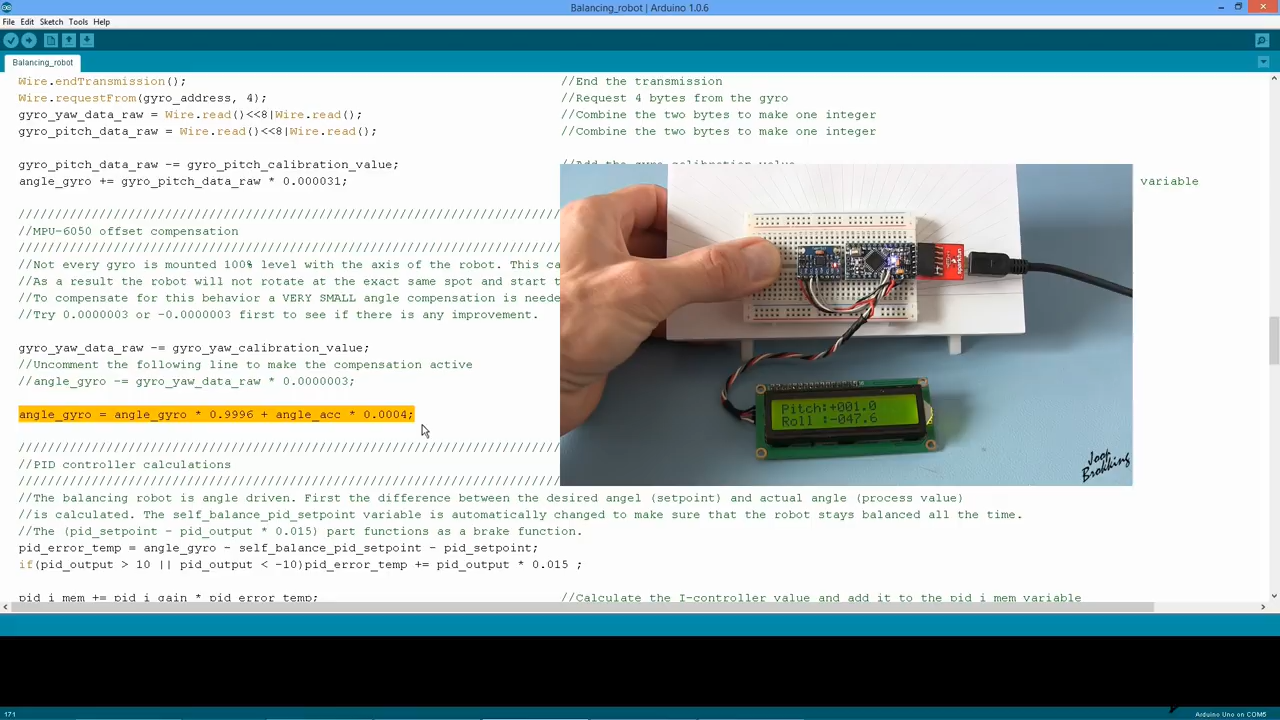 Balancing_robot | Arduino 1.0.6
File Edit Sketch Tools Help
Balancing_robot
Wire.endTransmission(); //End the transmission
Wire.requestFrom(gyro_address, 4); //Request 4 bytes from the gyro
gyro_yaw_data_raw = Wire.read()<<8|Wire.read(); //Combine the two bytes to make one integer
gyro_pitch_data_raw = Wire.read()<<8|Wire.read(); //Combine the two bytes to make one integer
gyro_pitch_data_raw -= gyro_pitch_calibration_value; //Add the gyro calibration value
angle_gyro += gyro_pitch_data_raw * 0.000031; variable
//////////////////////////////////////////////////////////////////////////
//MPU-6050 offset compensation
//////////////////////////////////////////////////////////////////////////
//Not every gyro is mounted 100% level with the axis of the robot. This ca
//As a result the robot will not rotate at the exact same spot and start t
//To compensate for this behavior a VERY SMALL angle compensation is neede
//Try 0.0000003 or -0.0000003 first to see if there is any improvement.
gyro_yaw_data_raw -= gyro_yaw_calibration_value;
//Uncomment the following line to make the compensation active
//angle_gyro -= gyro_yaw_data_raw * 0.0000003;
angle_gyro = angle_gyro * 0.9996 + angle_acc * 0.0004;
//////////////////////////////////////////////////////////////////////////
//PID controller calculations
//////////////////////////////////////////////////////////////////////////
//The balancing robot is angle driven. First the difference between the desired angel (setpoint) and actual angle (process value)
//is calculated. The self_balance_pid_setpoint variable is automatically changed to make sure that the robot stays balanced all the time.
//The (pid_setpoint - pid_output * 0.015) part functions as a brake function.
pid_error_temp = angle_gyro - self_balance_pid_setpoint - pid_setpoint;
if(pid_output > 10 || pid_output < -10)pid_error_temp += pid_output * 0.015 ;
pid_i_mem += pid_i_gain * pid_error_temp; //Calculate the I-controller value and add it to the pid_i_mem variable
Pitch:+001.0
Roll :-047.6
sparkfun
Joop
Brokking
171
Arduino Uno on COM5